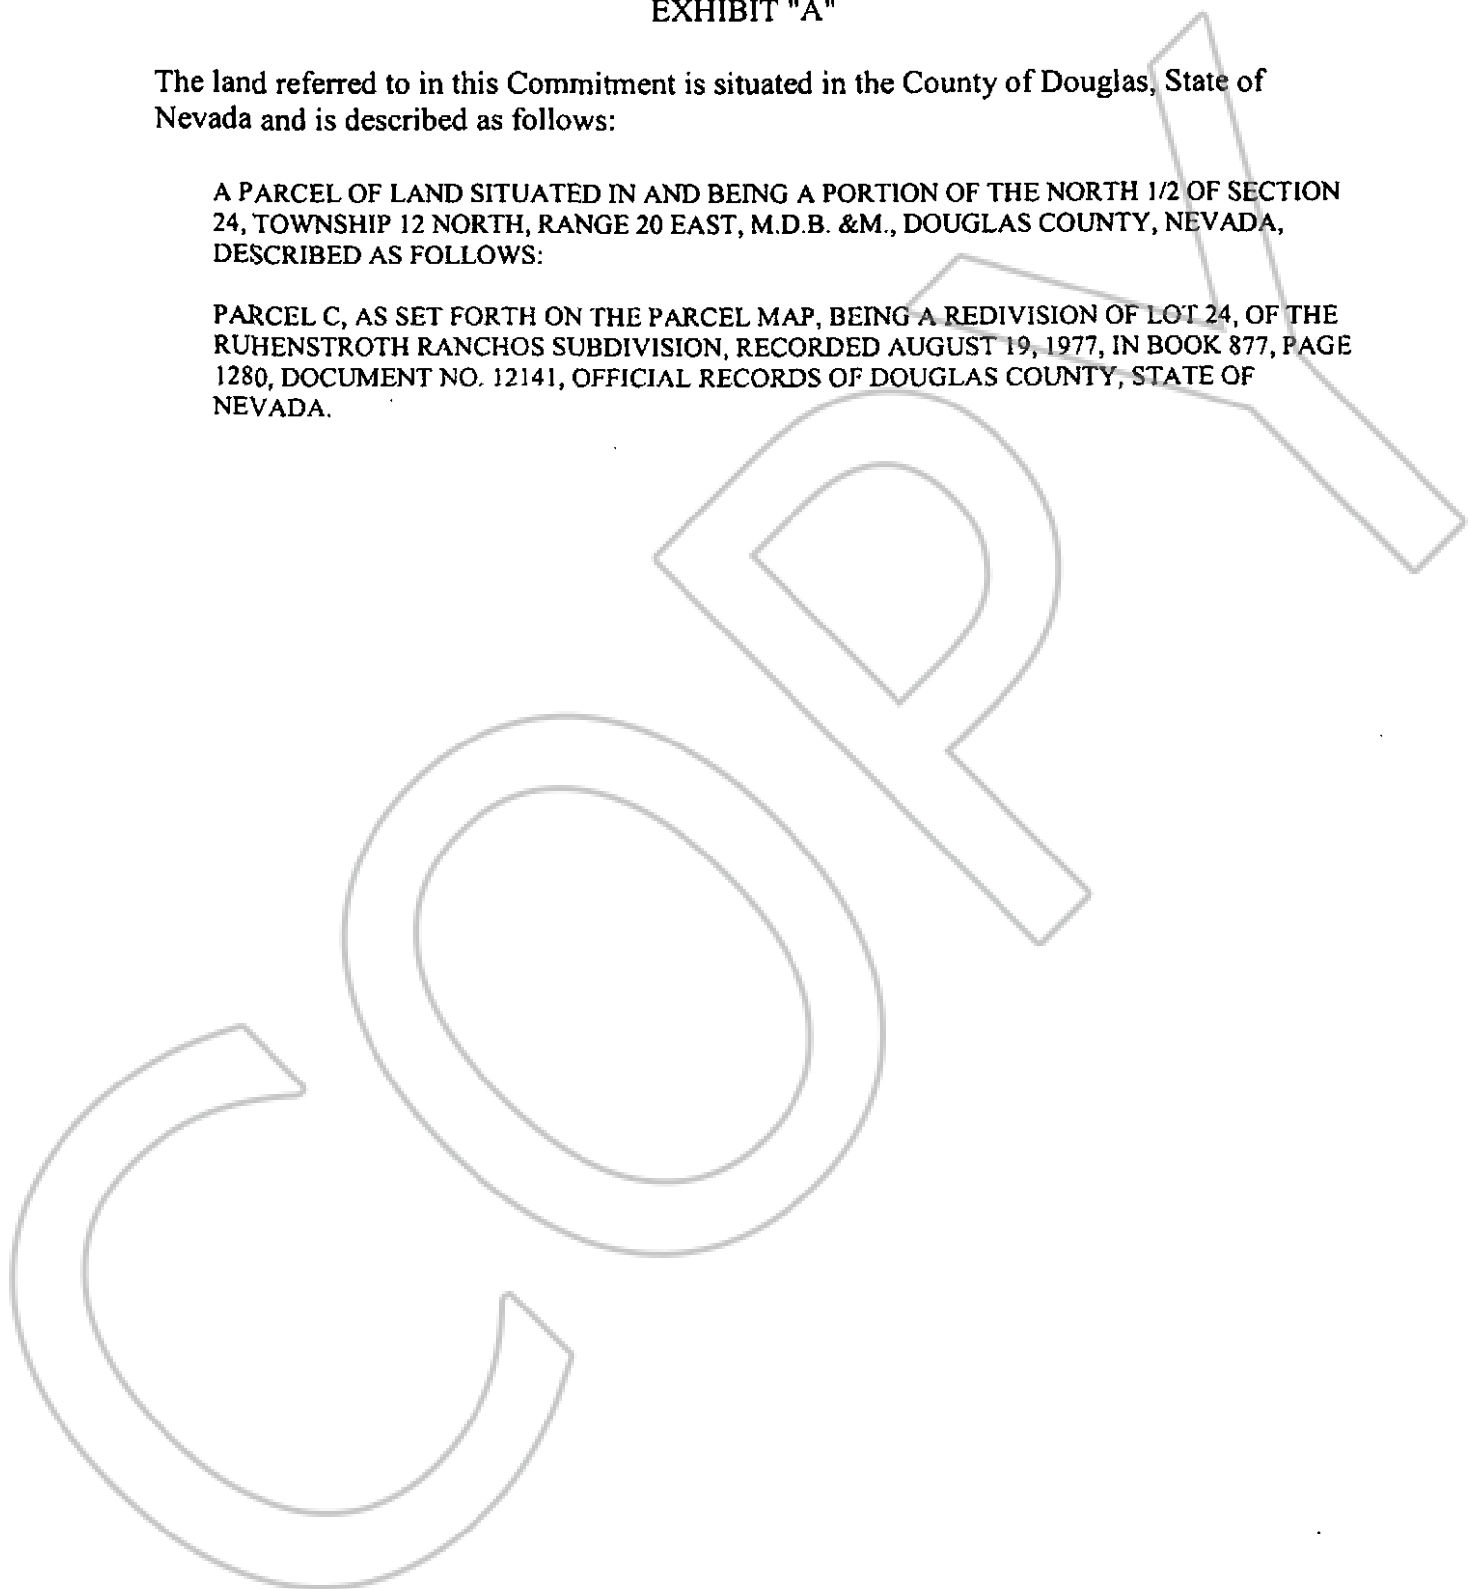 EXHIBIT "A"
The land referred to in this Commitment is situated in the County of Douglas, State of
Nevada and is described as follows:
A PARCEL OF LAND SITUATED IN AND BEING A PORTION OF THE NORTH 1/2 OF SECTION
24, TOWNSHIP 12 NORTH, RANGE 20 EAST, M.D.B. &M., DOUGLAS COUNTY, NEVADA,
DESCRIBED AS FOLLOWS:
PARCEL C, AS SET FORTH ON THE PARCEL MAP, BEING A REDIVISION OF LOT 24, OF THE
RUHENSTROTH RANCHOS SUBDIVISION, RECORDED AUGUST 19, 1977, IN BOOK 877, PAGE
1280, DOCUMENT NO. 12141, OFFICIAL RECORDS OF DOUGLAS COUNTY, STATE OF
NEVADA.
COPY